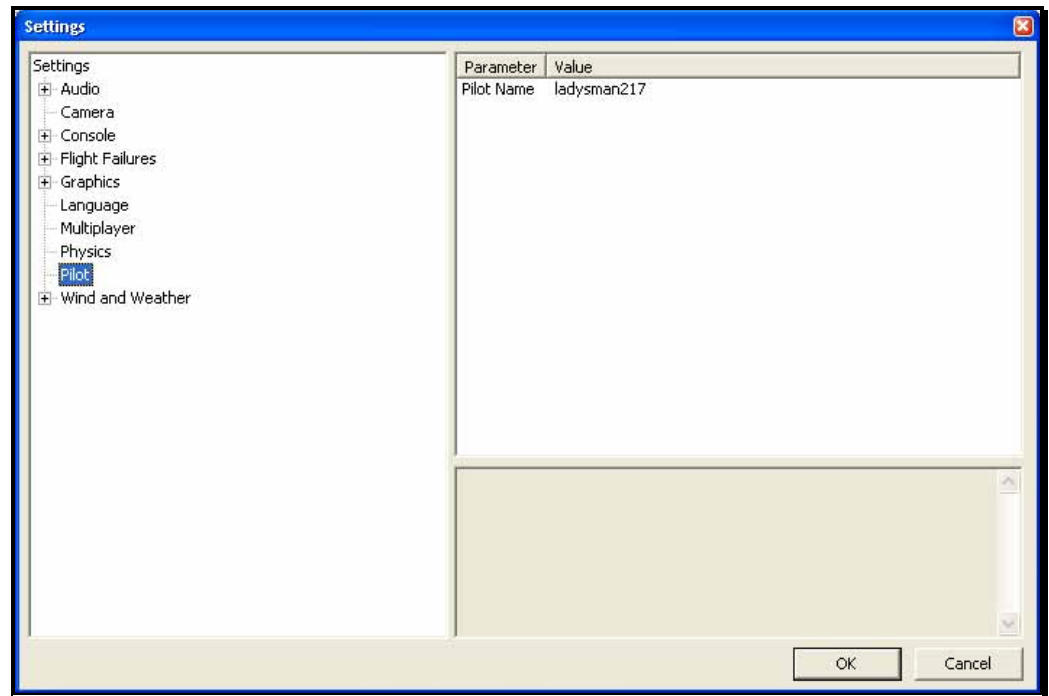 Settings
Settings
Audio
Camera
Console
Flight Failures
Graphics
Language
Multiplayer
Physics
Pilot
Wind and Weather
Parameter Value
Pilot Name ladysman217
OK Cancel